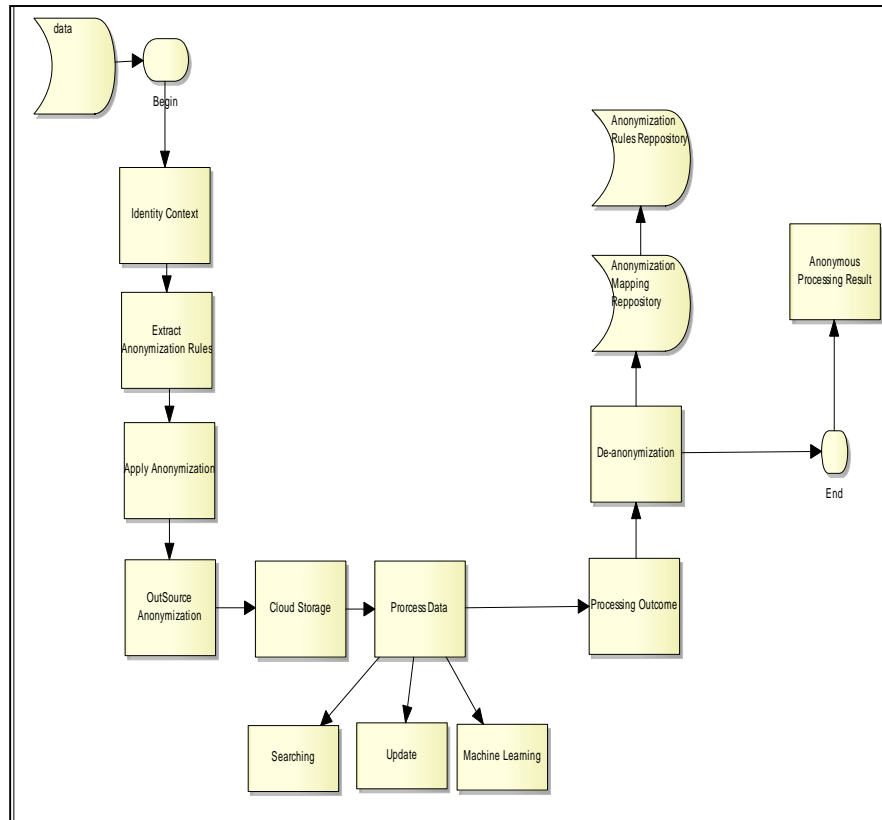 data
Begin
Identity Context
Extract
Anonymization Rules
Apply Anonymization
OutSource
Anonymization
Cloud Storage
Prorcess Data
Searching
Update
Machine Learning
Processing Outcome
De-anonymization
Anonymization
Mapping
Reppository
Anonymization
Rules Reppository
End
Anonymous
Processing Result